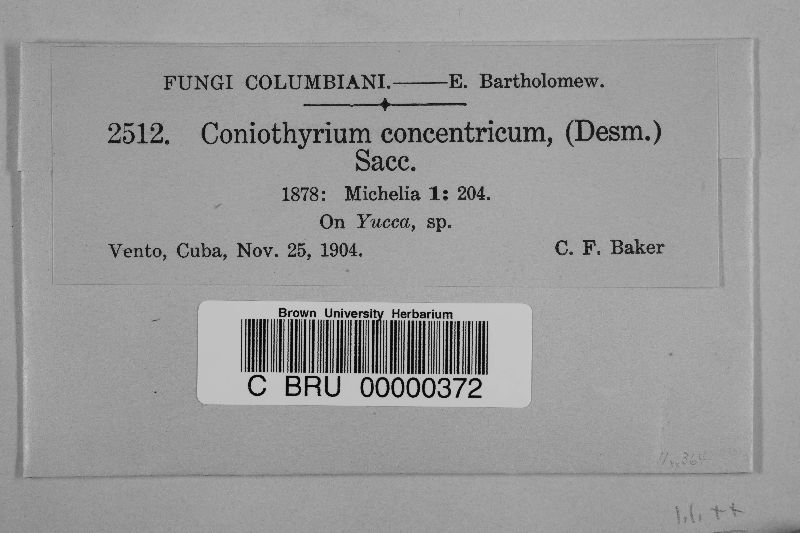 FUNGI COLUMBIANI.——E. Bartholomew.
2512. Coniothyrium concentricum, (Desm.)
Sacc.
1878: Michelia 1: 204.
On Yucca, sp.
Vento, Cuba, Nov. 25, 1904. C. F. Baker
Brown University Herbarium
C BRU 00000372